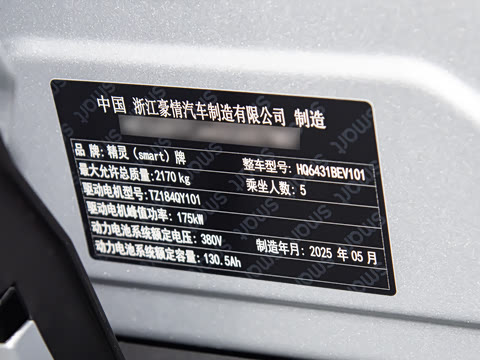 中国 浙江豪情汽车制造有限公司 制造
品 牌: 精灵 (smart) 牌 整车型号: HQ6431BEV101
最大允许总质量: 2170 kg 乘坐人数: 5
驱动电机型号: TZ184QY101
驱动电机峰值功率: 175kW
动力电池系统额定电压: 380V 制造年月: 2025 年 05 月
动力电池系统额定容量: 130.5Ah